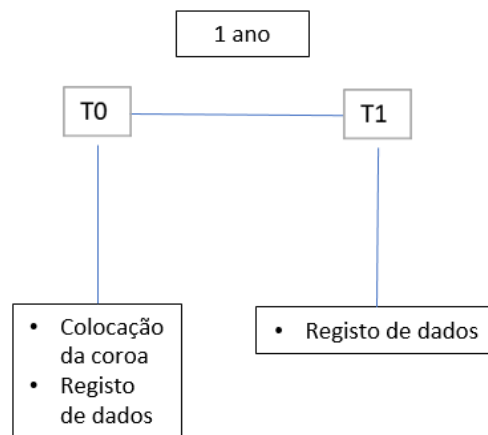 1 ano
T0
T1
• Colocação
da coroa
• Registo
de dados
• Registo de dados